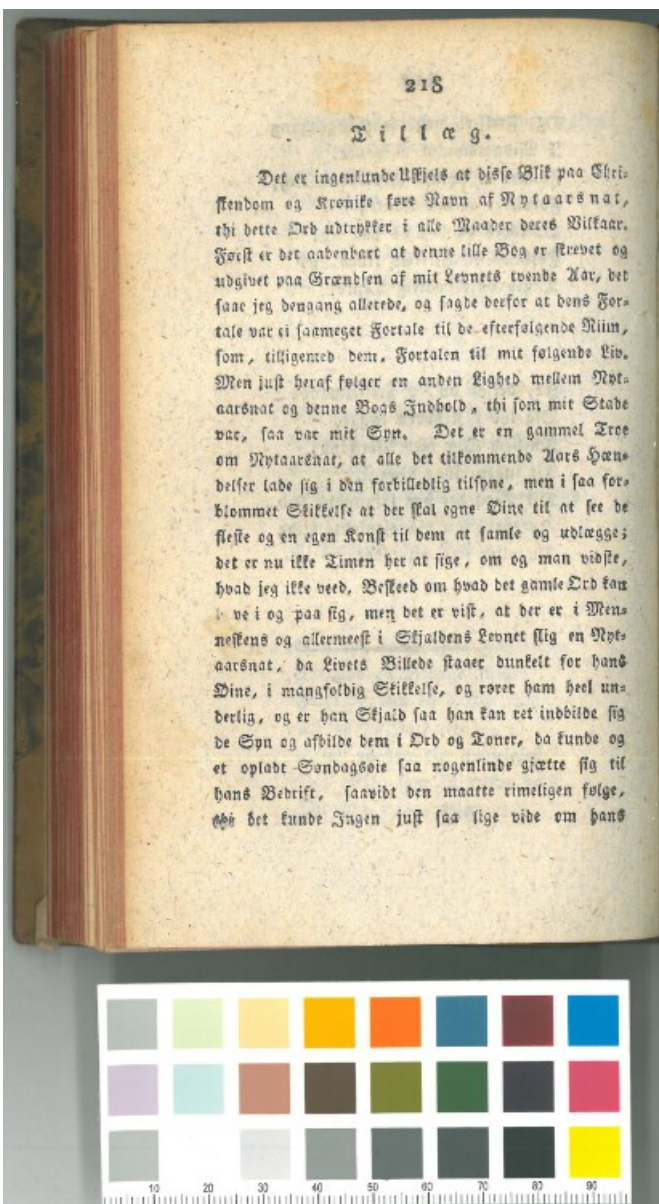 218
Tillæg.
Det er ingenlunde Uskjels at disse Blik paa Chri=
stendom og Krønike føre Navn af Nytaarsnat,
thi dette Ord udtrykker i alle Maader deres Vilkaar.
Først er det aabenbart at denne lille Bog er skrevet og
udgivet paa Grændsen af mit Levnets tvende Aar, det
saae jeg dengang allerede, og sagde derfor at dens For=
tale var ei saameget Fortale til de efterfølgende Riim,
som, tilligemed dem, Fortalen til mit følgende Liv.
Men just heraf følger en anden Lighed mellem Nyt=
aarsnat og denne Bogs Indhold, thi som mit Stade
var, saa var mit Syn. Det er en gammel Troe
om Nytaarsnat, at alle det tilkommende Aars Hæn=
delser lade sig i den forbilledlig tilsyne, men i saa for=
blommet Skikkelse at der skal egne Øine til at see de
fleste og en egen Konst til dem at samle og udlægge;
det er nu ikke Timen her at sige, om og man vidste,
hvad jeg ikke veed, Beskeed om hvad det gamle Ord kan
ve i og paa sig, men det er vist, at der er i Men=
neskens og allermeest i Skjaldens Levnet slig en Nyt=
aarsnat, da Livets Billede staaer dunkelt for hans
Øine, i mangfoldig Skikkelse, og rører ham heel un=
derlig, og er han Skjald saa han kan ret indbilde sig
de Syn og afbilde dem i Ord og Toner, da kunde og
et opladt Søndagsøie saa nogenlinde gjætte sig til
hans Bedrift, saavidt den maatte rimeligen følge,
thi det kunde Ingen just saa lige vide om hans
10 20 30 40 50 60 70 80 90